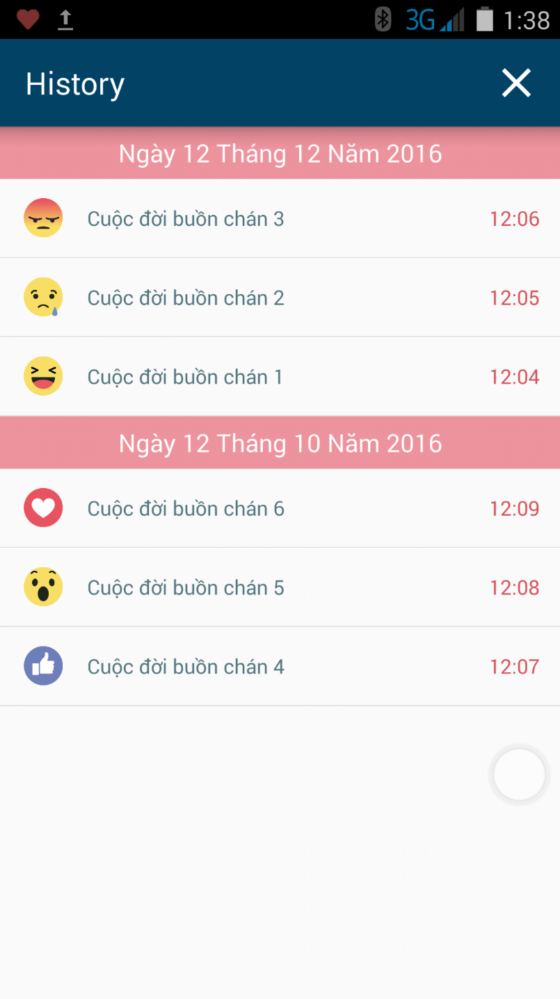 3G 1:38
History
Ngày 12 Tháng 12 Năm 2016
Cuộc đời buồn chán 3 12:06
Cuộc đời buồn chán 2 12:05
Cuộc đời buồn chán 1 12:04
Ngày 12 Tháng 10 Năm 2016
Cuộc đời buồn chán 6 12:09
Cuộc đời buồn chán 5 12:08
Cuộc đời buồn chán 4 12:07